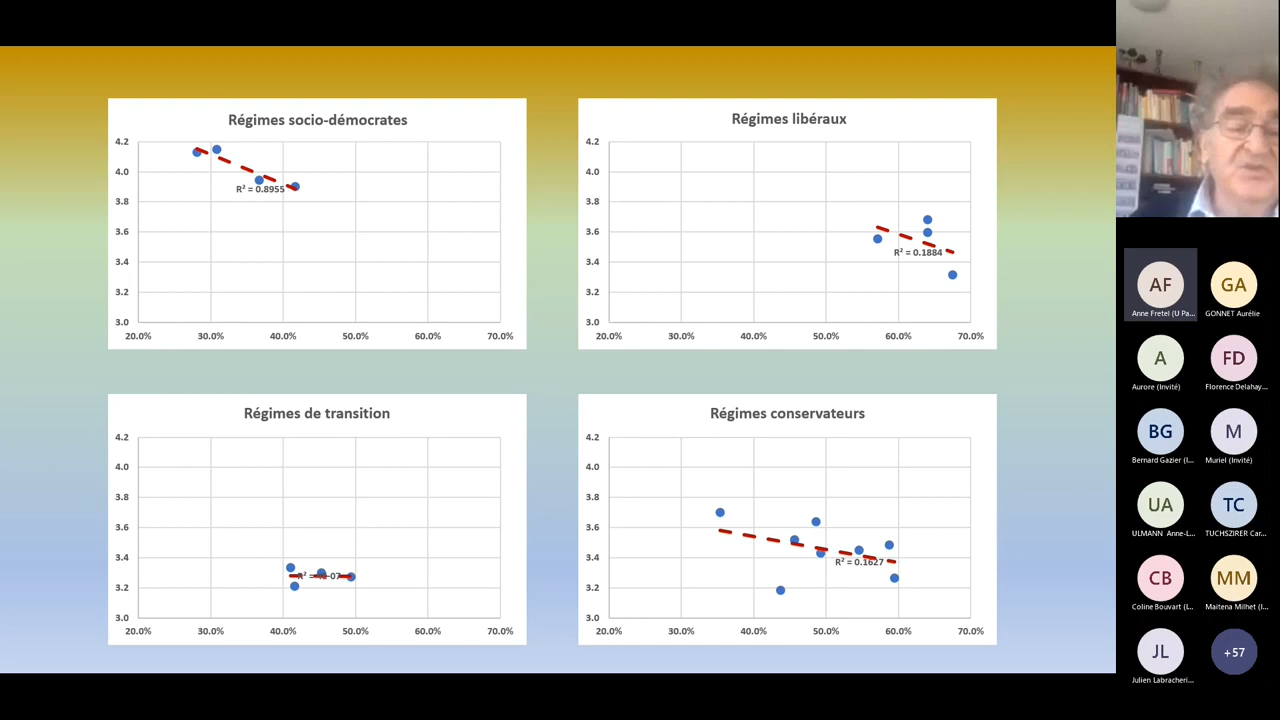 Régimes socio-démocrates
4.2
4.0
3.8
3.6
3.4
3.2
3.0
R² = 0.8955
20.0% 30.0% 40.0% 50.0% 60.0% 70.0%
Régimes libéraux
4.2
4.0
3.8
3.6
3.4
3.2
3.0
R² = 0.1884
20.0% 30.0% 40.0% 50.0% 60.0% 70.0%
Régimes de transition
4.2
4.0
3.8
3.6
3.4
3.2
3.0
R² =
20.0% 30.0% 40.0% 50.0% 60.0% 70.0%
Régimes conservateurs
4.2
4.0
3.8
3.6
3.4
3.2
3.0
R² = 0.1627
20.0% 30.0% 40.0% 50.0% 60.0% 70.0%
AF
Anne Fretel (U Pa...
GA
GONNET Aurélie
A
Aurore (Invité)
FD
Florence Delahay...
BG
Bernard Gazier (I...
M
Muriel (Invité)
UA
ULMANN Anne-L...
TC
TUCHSZIRER Car...
CB
Coline Bouvart (I...
MM
Maitena Milhet (I...
JL
Julien Labracheri...
+57